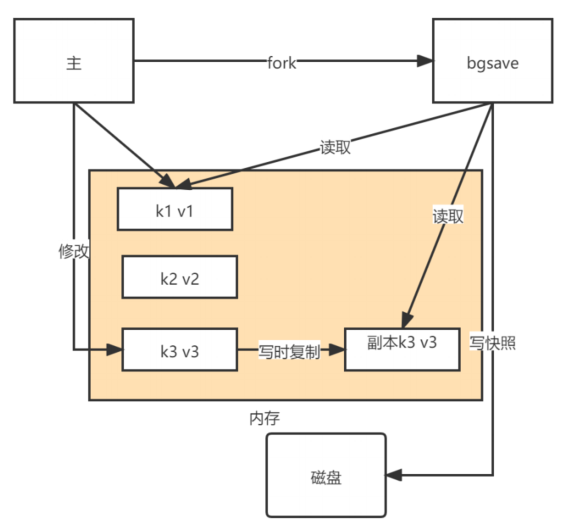 主
fork
bgsave
读取
k1 v1
读取
修改
k2 v2
k3 v3
写时复制
副本k3 v3
写快照
内存
磁盘